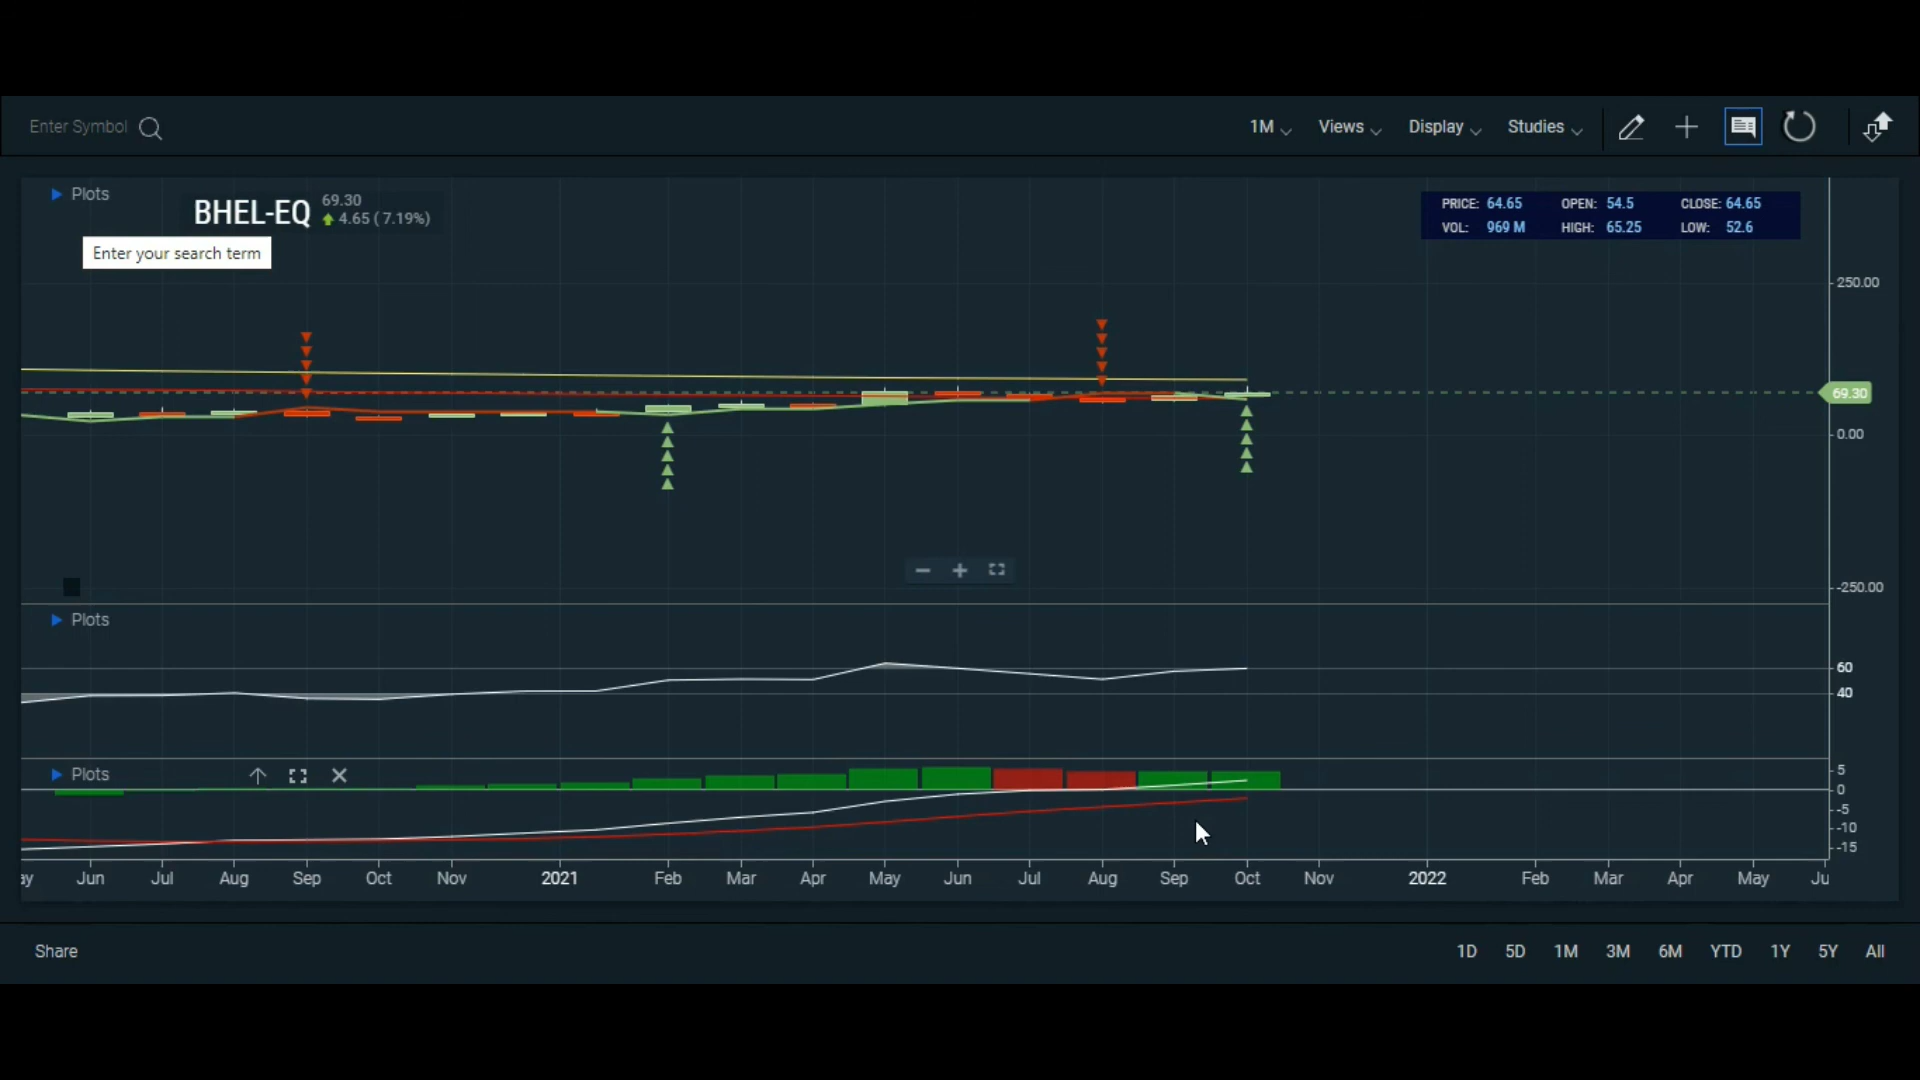 Enter Symbol
1M Views Display Studies
Plots
BHEL-EQ 69.30
4.65 (7.19%)
Enter your search term
PRICE: 64.65 OPEN: 54.5 CLOSE: 64.65
VOL: 969 M HIGH: 65.25 LOW: 52.6
250.00
69.30
0.00
-250.00
Plots
60
40
Plots
5
0
-5
-10
-15
ay Jun Jul Aug Sep Oct Nov 2021 Feb Mar Apr May Jun Jul Aug Sep Oct Nov 2022 Feb Mar Apr May Ju
Share
1D 5D 1M 3M 6M YTD 1Y 5Y All